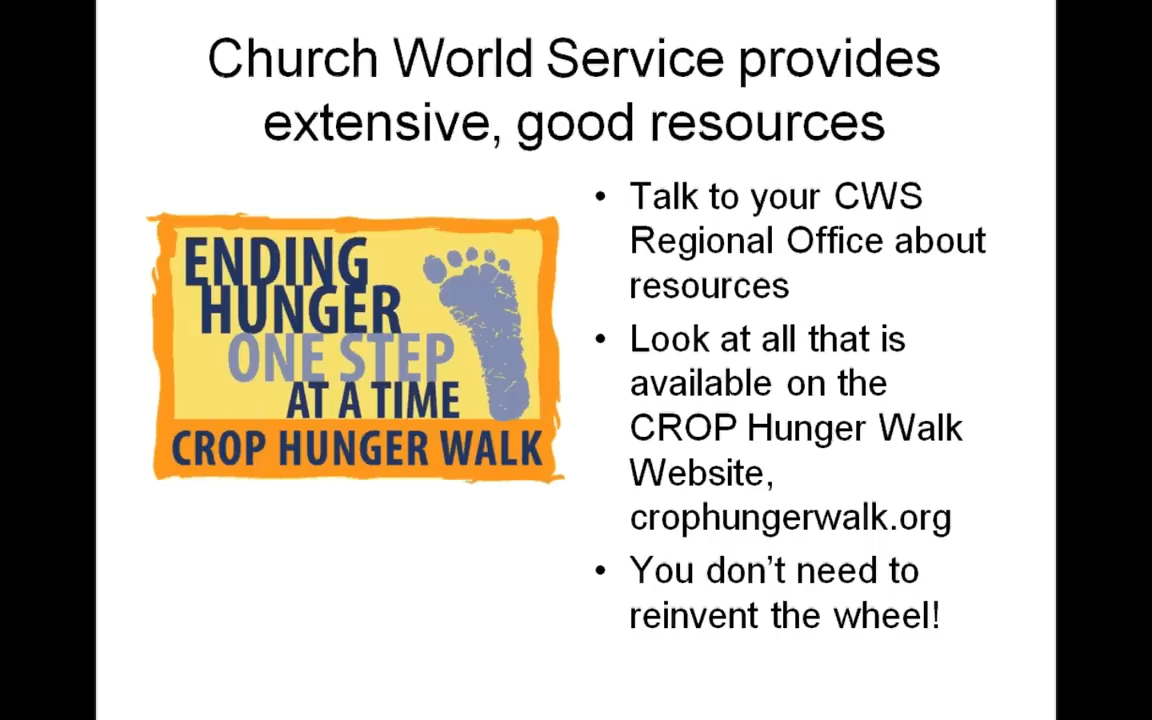 Church World Service provides
extensive, good resources
ENDING
HUNGER
ONE STEP
AT A TIME
CROP HUNGER WALK
• Talk to your CWS
Regional Office about
resources
• Look at all that is
available on the
CROP Hunger Walk
Website,
crophungerwalk.org
• You don't need to
reinvent the wheel!